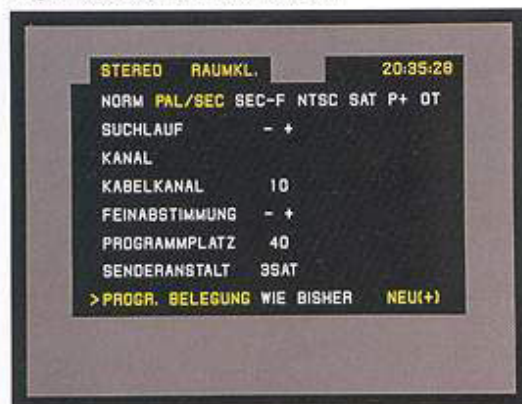 STEREO RAUMKL. 20:35:28
NORM PAL/SEC SEC-F NTSC SAT P+ OT
SUCHLAUF - +
KANAL
KABELKANAL 10
FEINABSTIMMUNG - +
PROGRAMMPLATZ 40
SENDERANSTALT 3SAT
>PROGR. BELEGUNG WIE BISHER NEU(+)